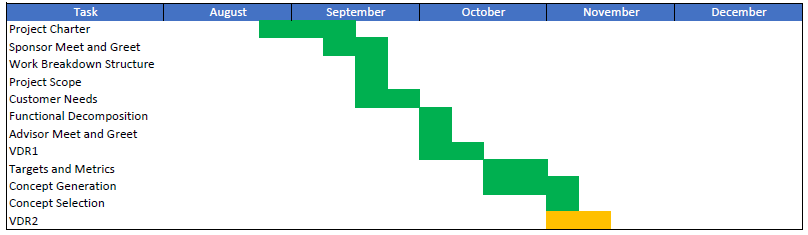 Task August September October November December
Project Charter
Sponsor Meet and Greet
Work Breakdown Structure
Project Scope
Customer Needs
Functional Decomposition
Advisor Meet and Greet
VDR1
Targets and Metrics
Concept Generation
Concept Selection
VDR2